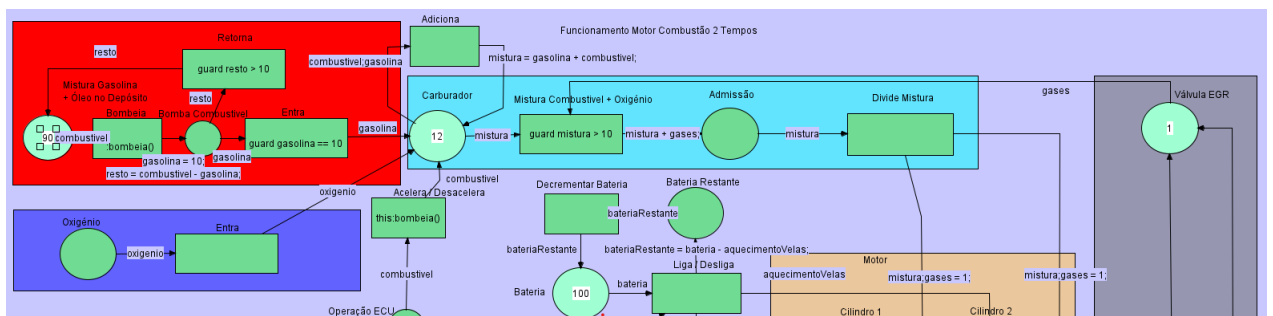 Adiciona
Funcionamento Motor Combustão 2 Tempos
Retorna
resto
guard resto > 10
combustivel;gasolina
mistura = gasolina + combustivel;
Mistura Gasolina
+ Óleo no Depósito
resto
Bombeia
Bomba Combustivel
Entra
90
combustivel
:bombeia()
gasolina
guard gasolina == 10
gasolina
gasolina = 10;
resto = combustivel - gasolina;
Carburador
12
mistura
Mistura Combustivel + Oxigénio
guard mistura > 10
mistura + gases;
Admissão
mistura
Divide Mistura
gases
Válvula EGR
1
oxigenio
combustivel
Acelera / Desacelera
this:bombeia()
combustivel
Operação ECU
Oxigénio
oxigenio
Entra
Decrementar Bateria
Bateria Restante
bateriaRestante
bateriaRestante
bateriaRestante = bateria - aquecimentoVelas;
Liga / Desliga
Bateria
100
bateria
aquecimentoVelas
Motor
mistura;gases = 1;
mistura;gases = 1;
Cilindro 1
Cilindro 2